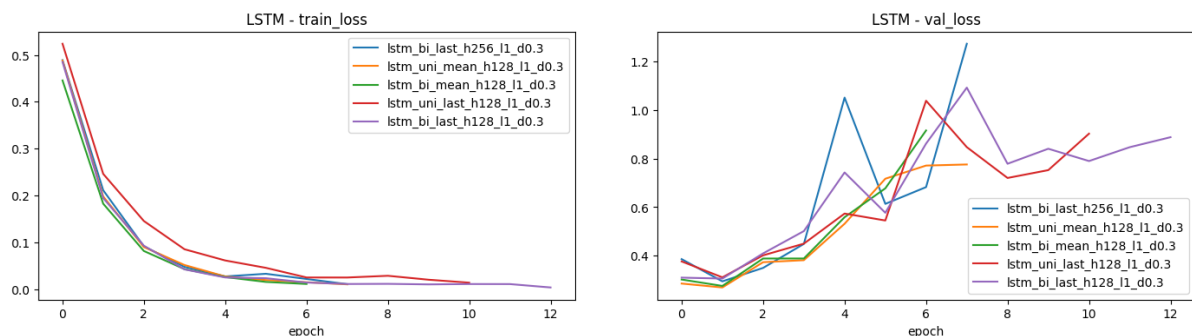 LSTM - train_loss
0.5
0.4
0.3
0.2
0.1
0.0
0
2
4
6
8
10
12
epoch
lstm_bi_last_h256_l1_d0.3
lstm_uni_mean_h128_l1_d0.3
lstm_bi_mean_h128_l1_d0.3
lstm_uni_last_h128_l1_d0.3
lstm_bi_last_h128_l1_d0.3
LSTM - val_loss
1.2
1.0
0.8
0.6
0.4
0
2
4
6
8
10
12
epoch
lstm_bi_last_h256_l1_d0.3
lstm_uni_mean_h128_l1_d0.3
lstm_bi_mean_h128_l1_d0.3
lstm_uni_last_h128_l1_d0.3
lstm_bi_last_h128_l1_d0.3